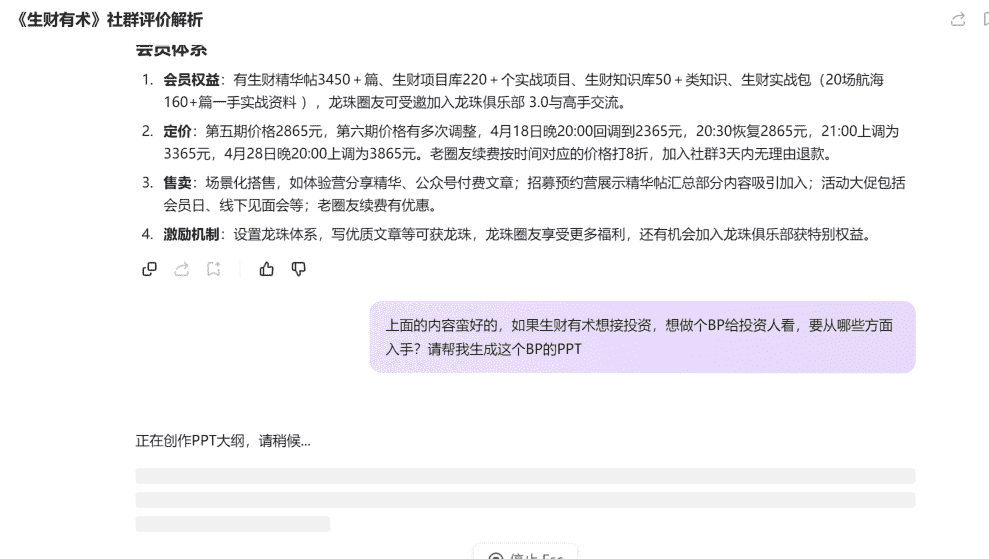 《生财有术》社群评价解析
会员体系
1. 会员权益：有生财精华帖3450＋篇、生财项目库220＋个实战项目、生财知识库50＋类知识、生财实战包（20场航海
160+篇一手实战资料 ），龙珠圈友可受邀加入龙珠俱乐部 3.0与高手交流。
2. 定价：第五期价格2865元，第六期价格有多次调整，4月18日晚20:00回调到2365元，20:30恢复2865元，21:00上调为
3365元，4月28日晚20:00上调为3865元。老圈友续费按时间对应的价格打8折，加入社群3天内无理由退款。
3. 售卖：场景化搭售，如体验营分享精华、公众号付费文章；招募预约营展示精华帖汇总部分内容吸引加入；活动大促包括
会员日、线下见面会等；老圈友续费有优惠。
4. 激励机制：设置龙珠体系，写优质文章等可获龙珠，龙珠圈友享受更多福利，还有机会加入龙珠俱乐部获特别权益。
上面的内容蛮好的，如果生财有术想接投资，想做个BP给投资人看，要从哪些方面
入手？请帮我生成这个BP的PPT
正在创作PPT大纲，请稍候...
停止 Esc